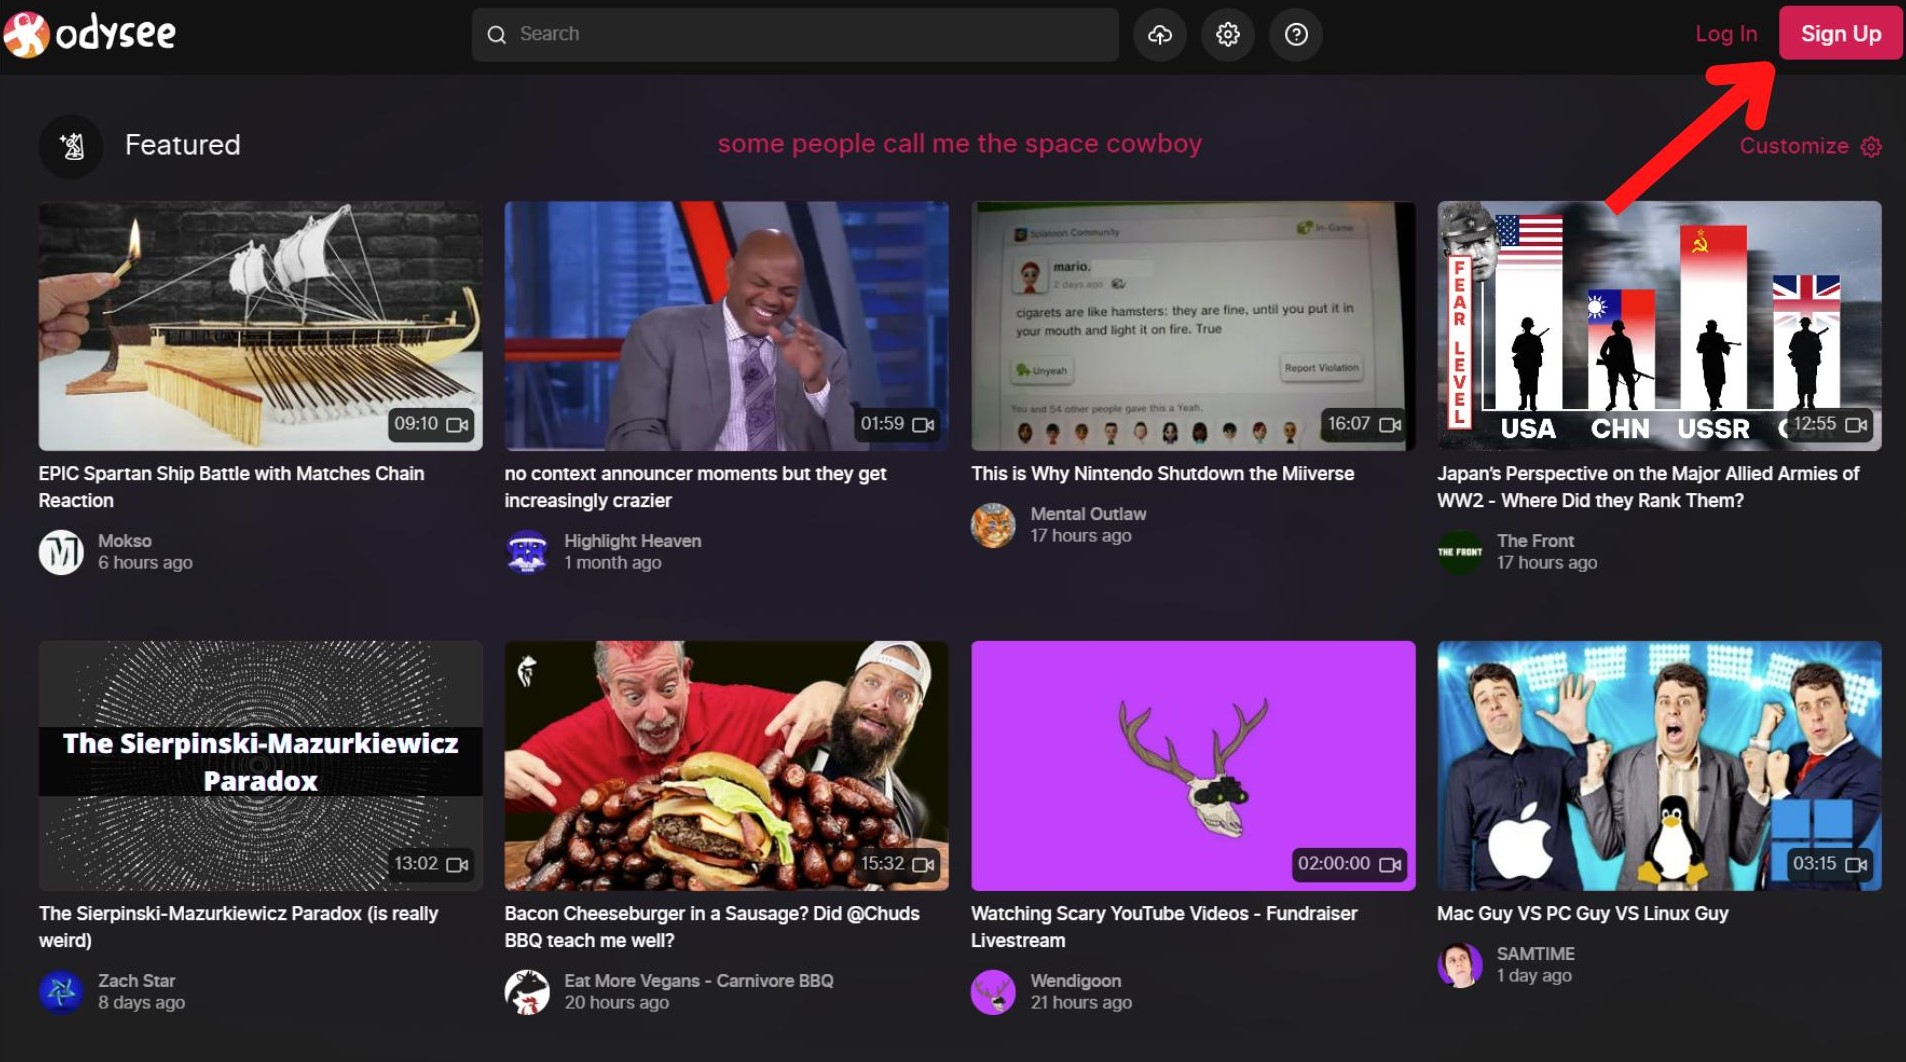 odysee
Search
Log In
Sign Up
Featured
some people call me the space cowboy
Customize
09:10
01:59
Splatoon Community
In-Game
mario.
2 days ago
cigarets are like hamsters: they are fine, until you put it in
your mouth and light it on fire. True
Unyeah
Report Violation
You and 54 other people gave this a Yeah.
16:07
FEAR LEVEL
USA CHN USSR
12:55
EPIC Spartan Ship Battle with Matches Chain
Reaction
Mokso
6 hours ago
no context announcer moments but they get
increasingly crazier
Highlight Heaven
1 month ago
This is Why Nintendo Shutdown the Miiverse
Mental Outlaw
17 hours ago
Japan's Perspective on the Major Allied Armies of
WW2 - Where Did they Rank Them?
THE FRONT
The Front
17 hours ago
The Sierpinski-Mazurkiewicz
Paradox
13:02
15:32
02:00:00
03:15
The Sierpinski-Mazurkiewicz Paradox (is really
weird)
Zach Star
8 days ago
Bacon Cheeseburger in a Sausage? Did @Chuds
BBQ teach me well?
Eat More Vegans - Carnivore BBQ
20 hours ago
Watching Scary YouTube Videos - Fundraiser
Livestream
Wendigoon
21 hours ago
Mac Guy VS PC Guy VS Linux Guy
SAMTIME
1 day ago